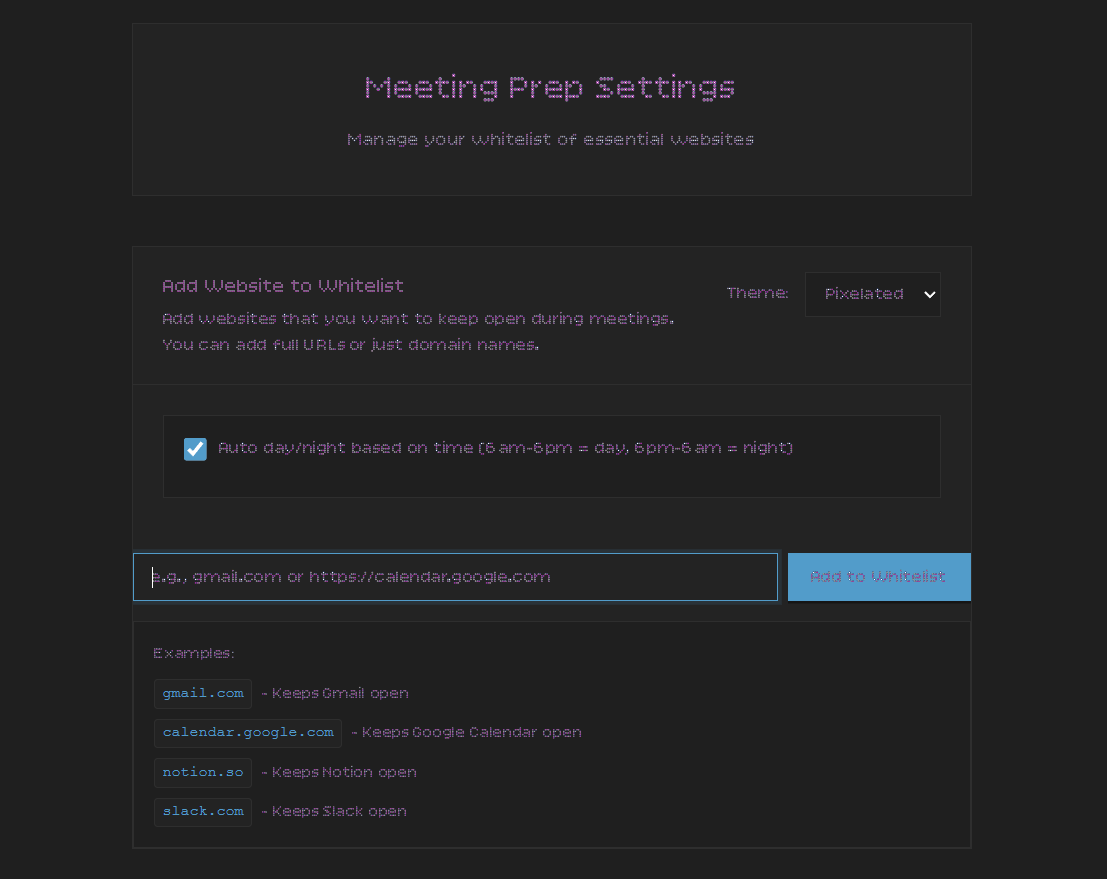 Meeting Prep Settings
Manage your whitelist of essential websites
Add Website to Whitelist
Theme:
Pixelated
Add websites that you want to keep open during meetings.
You can add full URLs or just domain names.
Auto day/night based on time (6am-6pm = day, 6pm-6am = night)
e.g., gmail.com or https://calendar.google.com
Add to Whitelist
Examples:
gmail.com - Keeps Gmail open
calendar.google.com - Keeps Google Calendar open
notion.so - Keeps Notion open
slack.com - Keeps Slack open